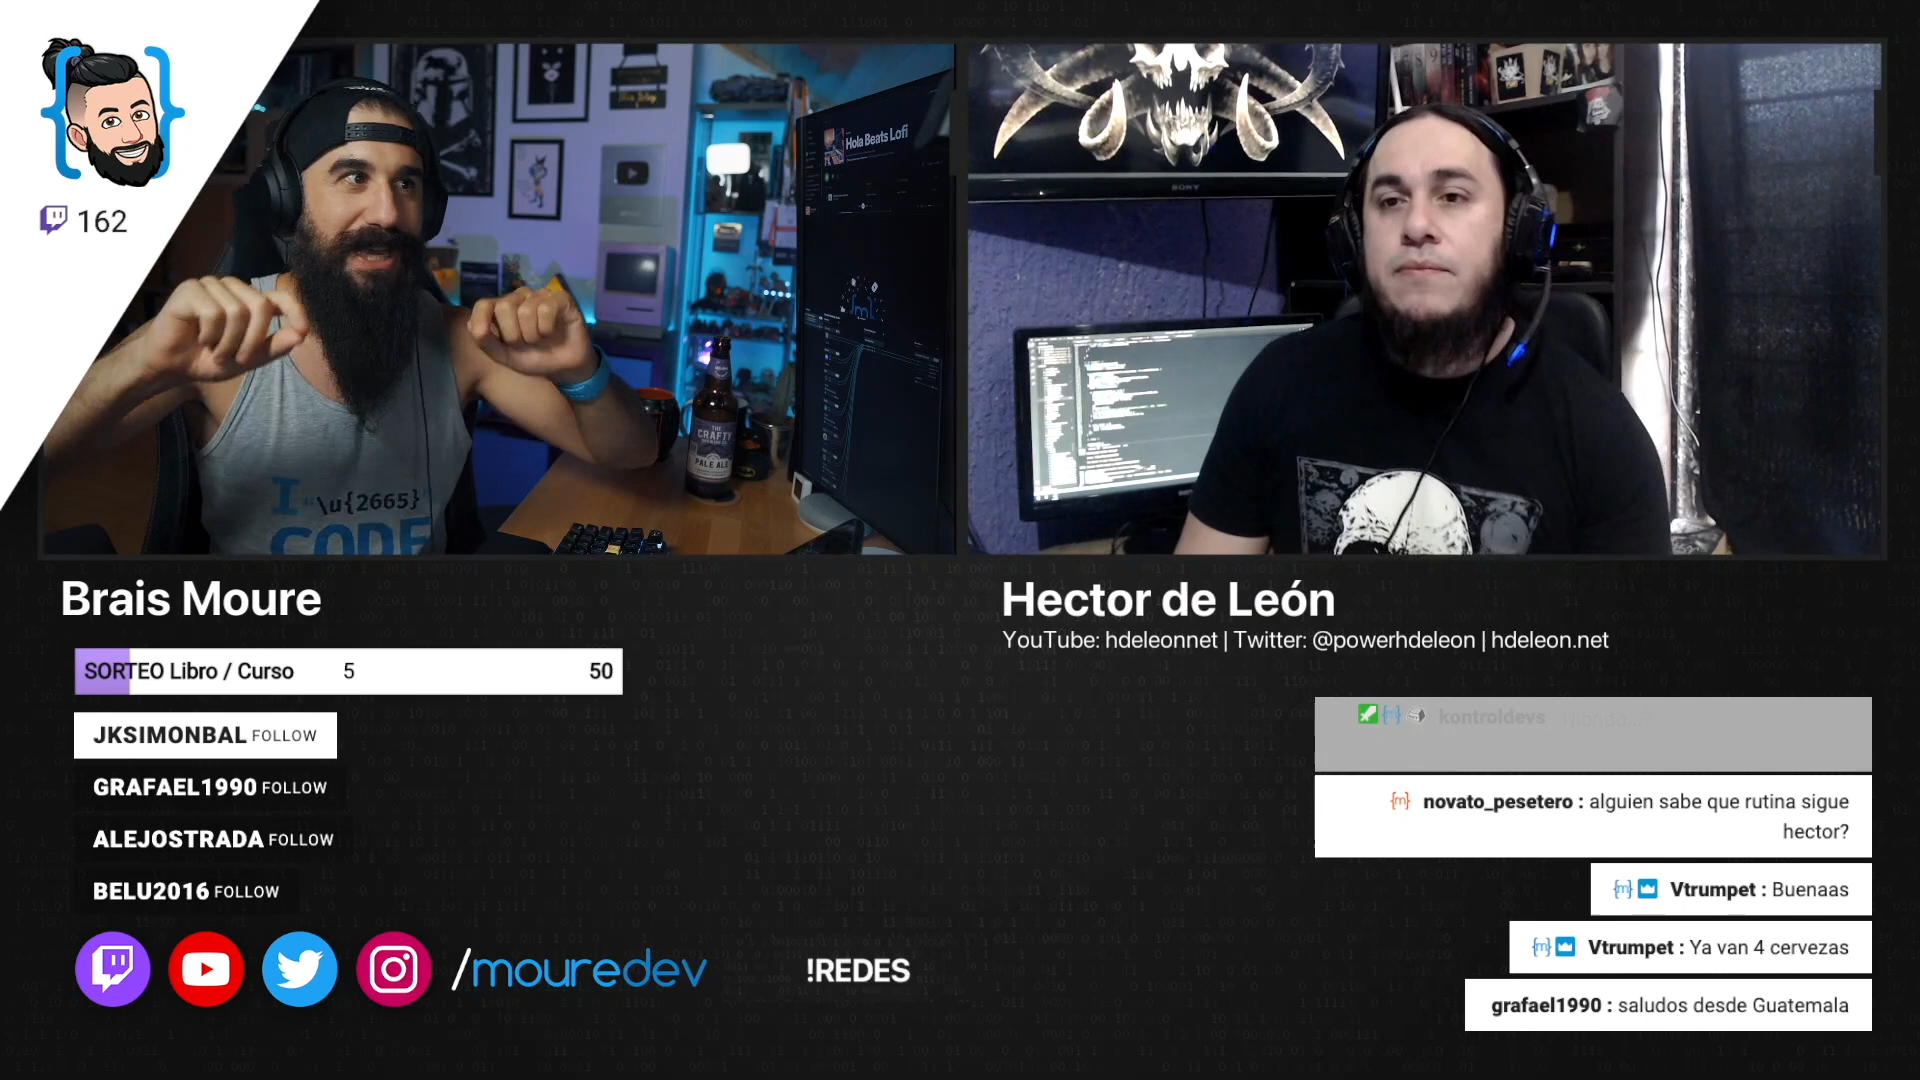 162
Hola Beats Lofi
SONY
THE
CRAFTY
PALE ALE
I "\u{2665}"
CODE
Brais Moure
Hector de León
YouTube: hdeleonnet | Twitter: @powerhdeleon | hdeleon.net
SORTEO Libro / Curso 5 50
JKSIMONBAL FOLLOW
GRAFAEL1990 FOLLOW
ALEJOSTRADA FOLLOW
BELU2016 FOLLOW
kontroldevs
{m} novato_pesetero : alguien sabe que rutina sigue
hector?
{m} Vtrumpet : Buenaas
{m} Vtrumpet : Ya van 4 cervezas
grafael1990 : saludos desde Guatemala
/mouredev
!REDES